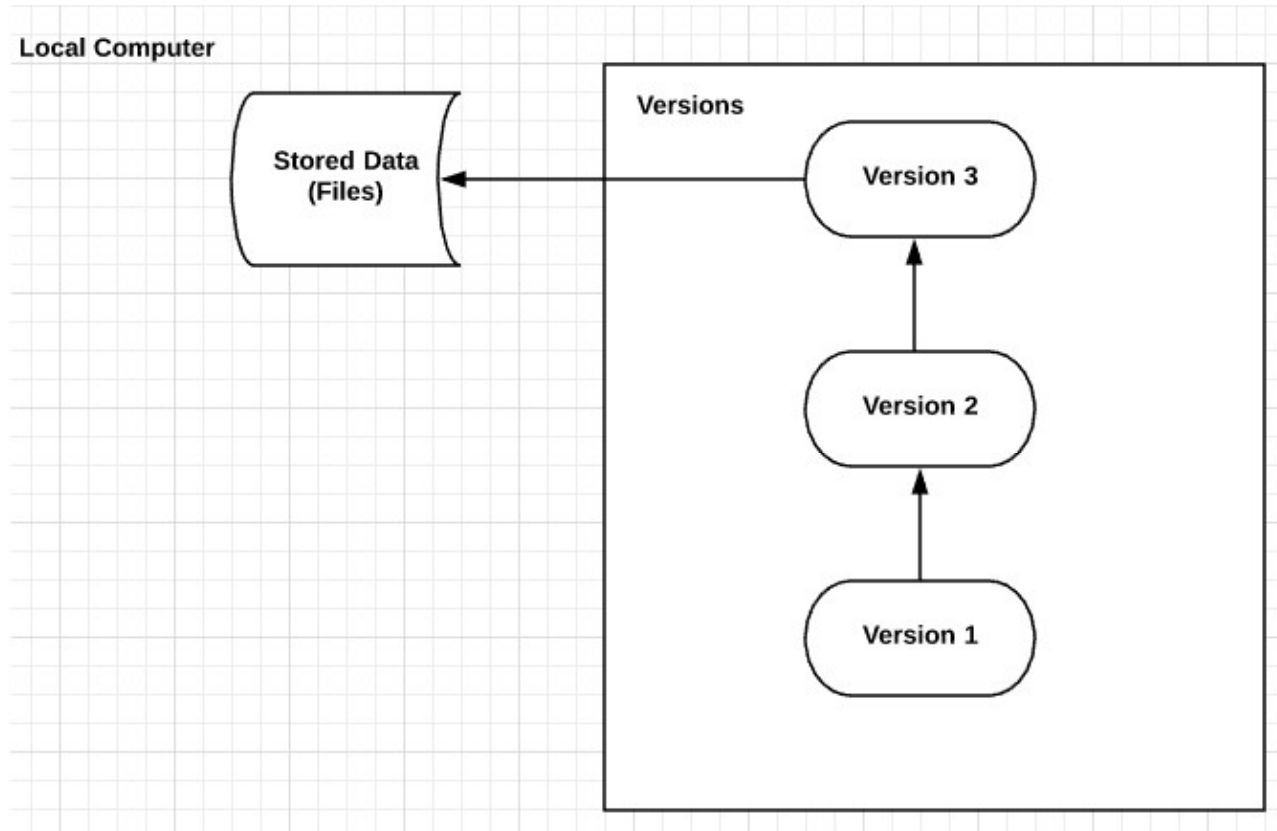 Local Computer
Versions
Stored Data
(Files)
Version 3
Version 2
Version 1